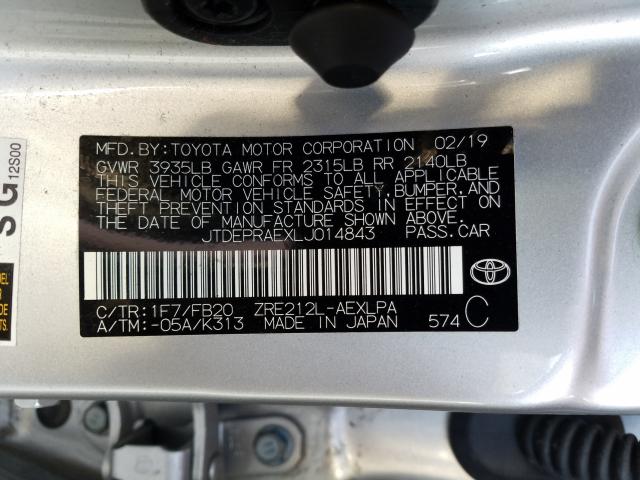 MFD.BY:TOYOTA MOTOR CORPORATION 02/19
GVWR 3935LB GAWR FR 2315LB RR 2140LB
THIS VEHICLE CONFORMS TO ALL APPLICABLE
FEDERAL MOTOR VEHICLE SAFETY,BUMPER,AND
THEFT PREVENTION STANDARDS IN EFFECT ON
THE DATE OF MANUFACTURE SHOWN ABOVE.
JTDEPRAEXLJ014843 PASS.CAR
C/TR:1F7/FB20 ZRE212L-AEXLPA
A/TM:-05A/K313 MADE IN JAPAN 574 C
SG 12S00